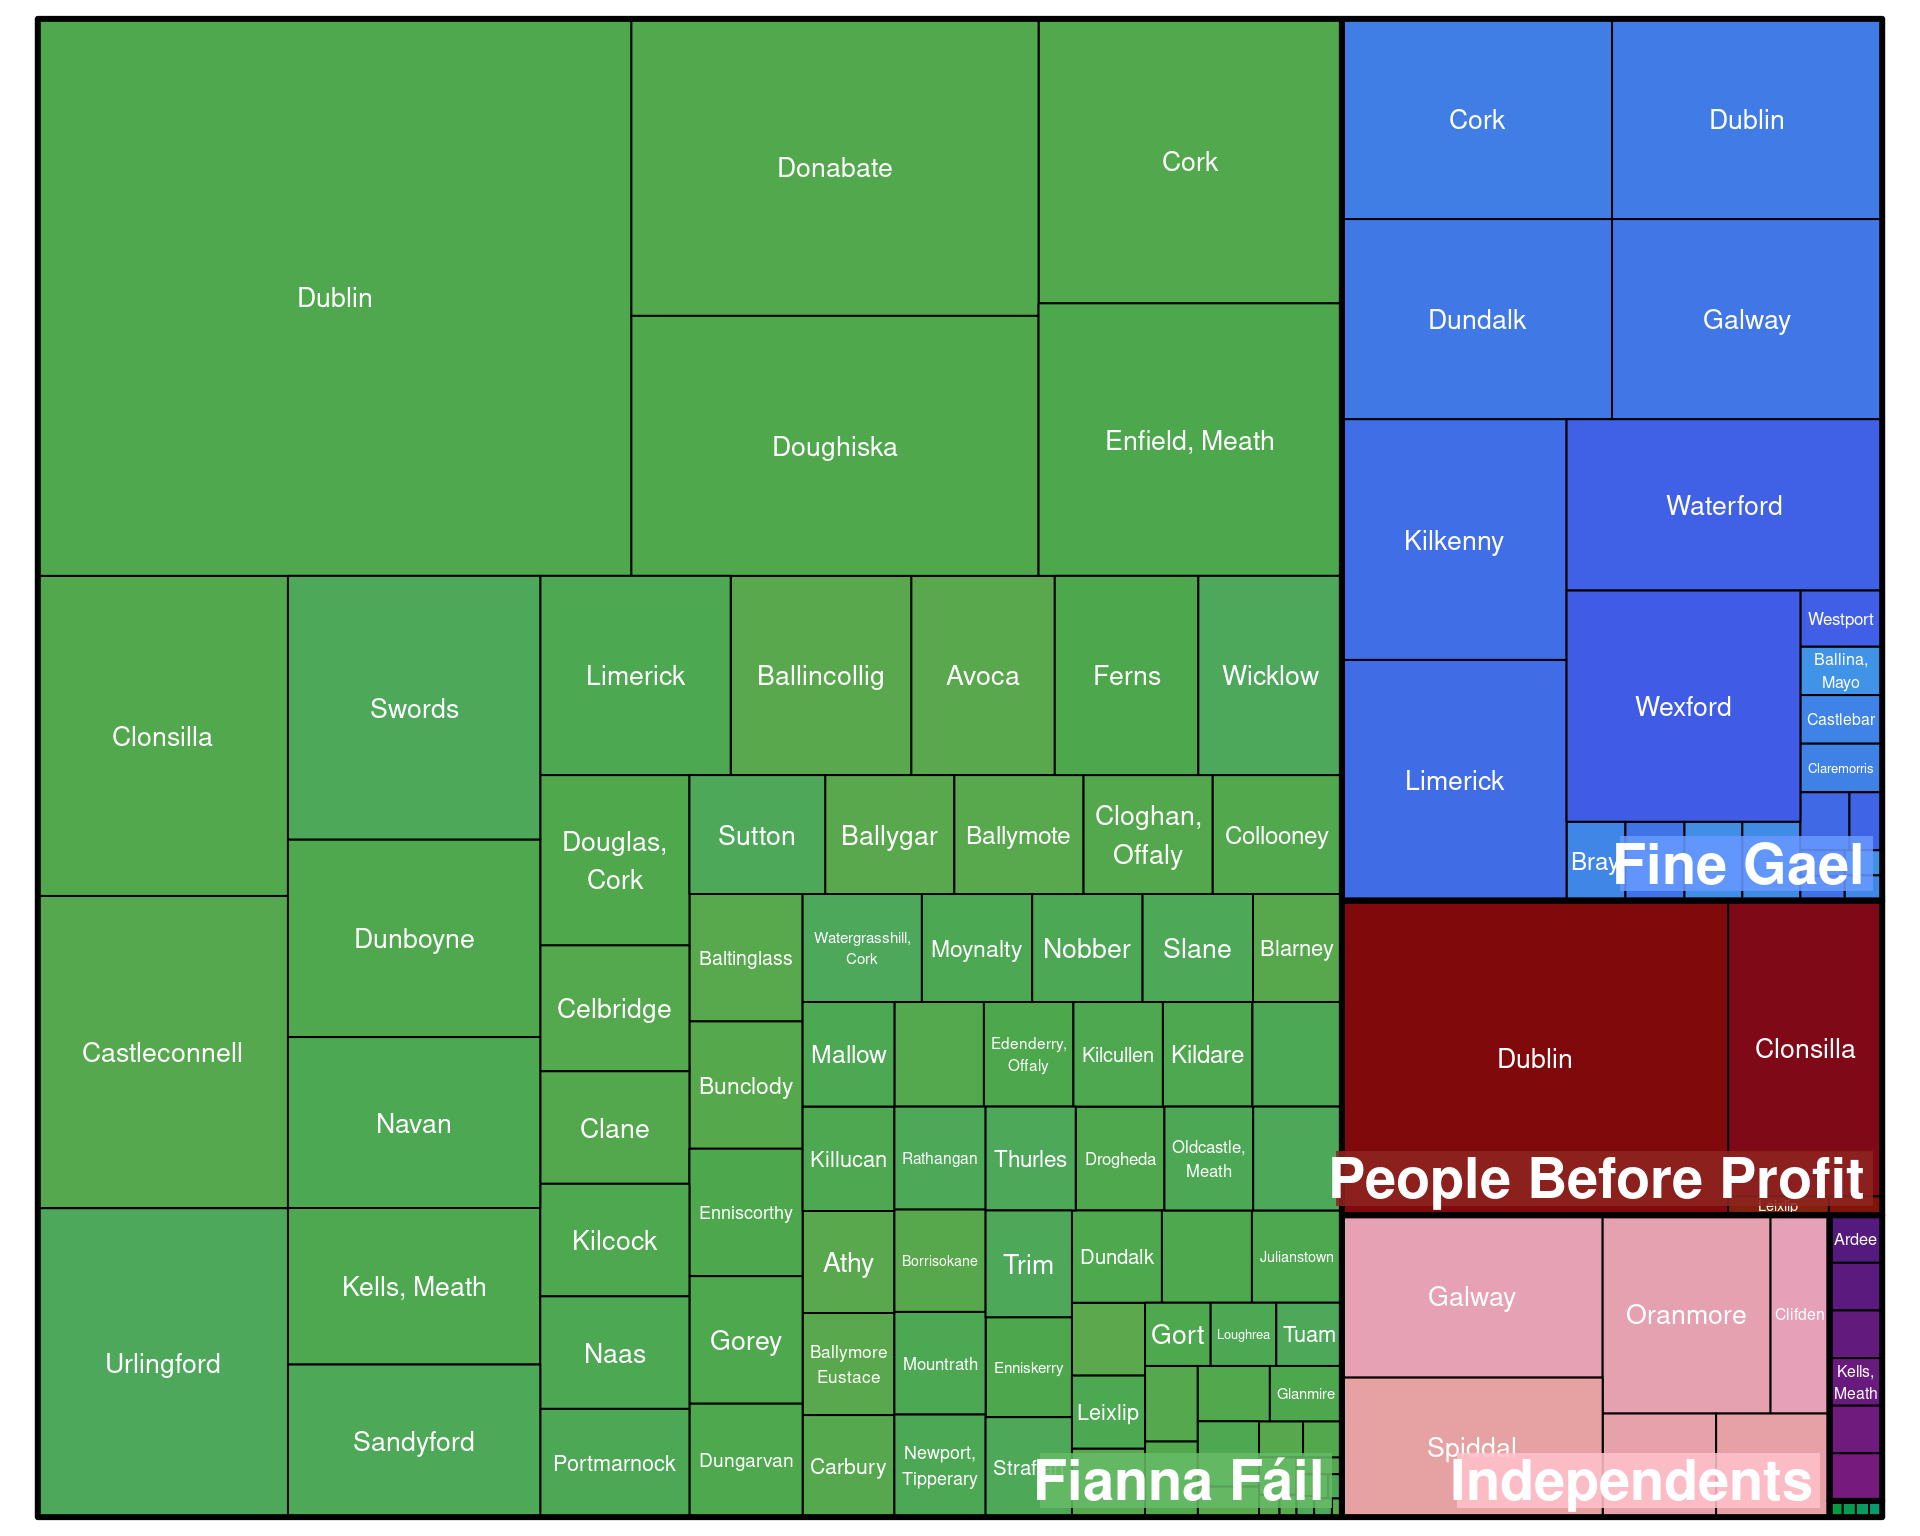 Dublin
Donabate
Cork
Doughiska
Enfield, Meath
Clonsilla
Castleconnell
Urlingford
Swords
Dunboyne
Navan
Kells, Meath
Sandyford
Limerick
Ballincollig
Avoca
Ferns
Wicklow
Douglas,
Cork
Celbridge
Clane
Kilcock
Naas
Portmarnock
Sutton
Ballygar
Ballymote
Cloghan,
Offaly
Collooney
Baltinglass
Bunclody
Enniscorthy
Gorey
Dungarvan
Watergrasshill,
Cork
Moynalty
Nobber
Slane
Blarney
Mallow
Edenderry,
Offaly
Kilcullen
Kildare
Killucan
Rathangan
Thurles
Drogheda
Oldcastle,
Meath
Athy
Borrisokane
Trim
Dundalk
Julianstown
Ballymore
Eustace
Mountrath
Enniskerry
Gort
Loughrea
Tuam
Leixlip
Glanmire
Carbury
Newport,
Tipperary
Fianna Fáil
Cork
Dublin
Dundalk
Galway
Kilkenny
Waterford
Limerick
Wexford
Westport
Ballina,
Mayo
Castlebar
Claremorris
Bray
Fine Gael
Dublin
Clonsilla
People Before Profit
Leixlip
Galway
Oranmore
Clifden
Spiddal
Independents
Ardee
Kells,
Meath